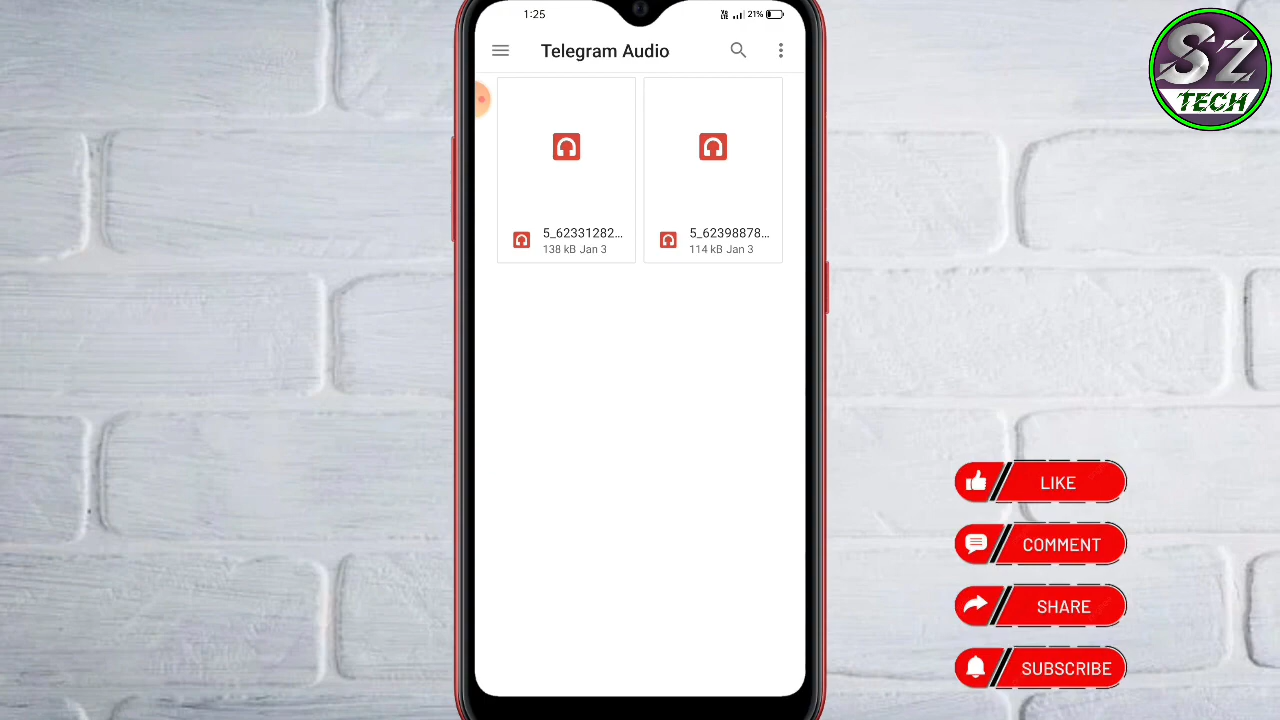 1:25
21%
Telegram Audio
5_62331282...
138 kB Jan 3
5_62398878...
114 kB Jan 3
SZ
TECH
LIKE
COMMENT
SHARE
SUBSCRIBE